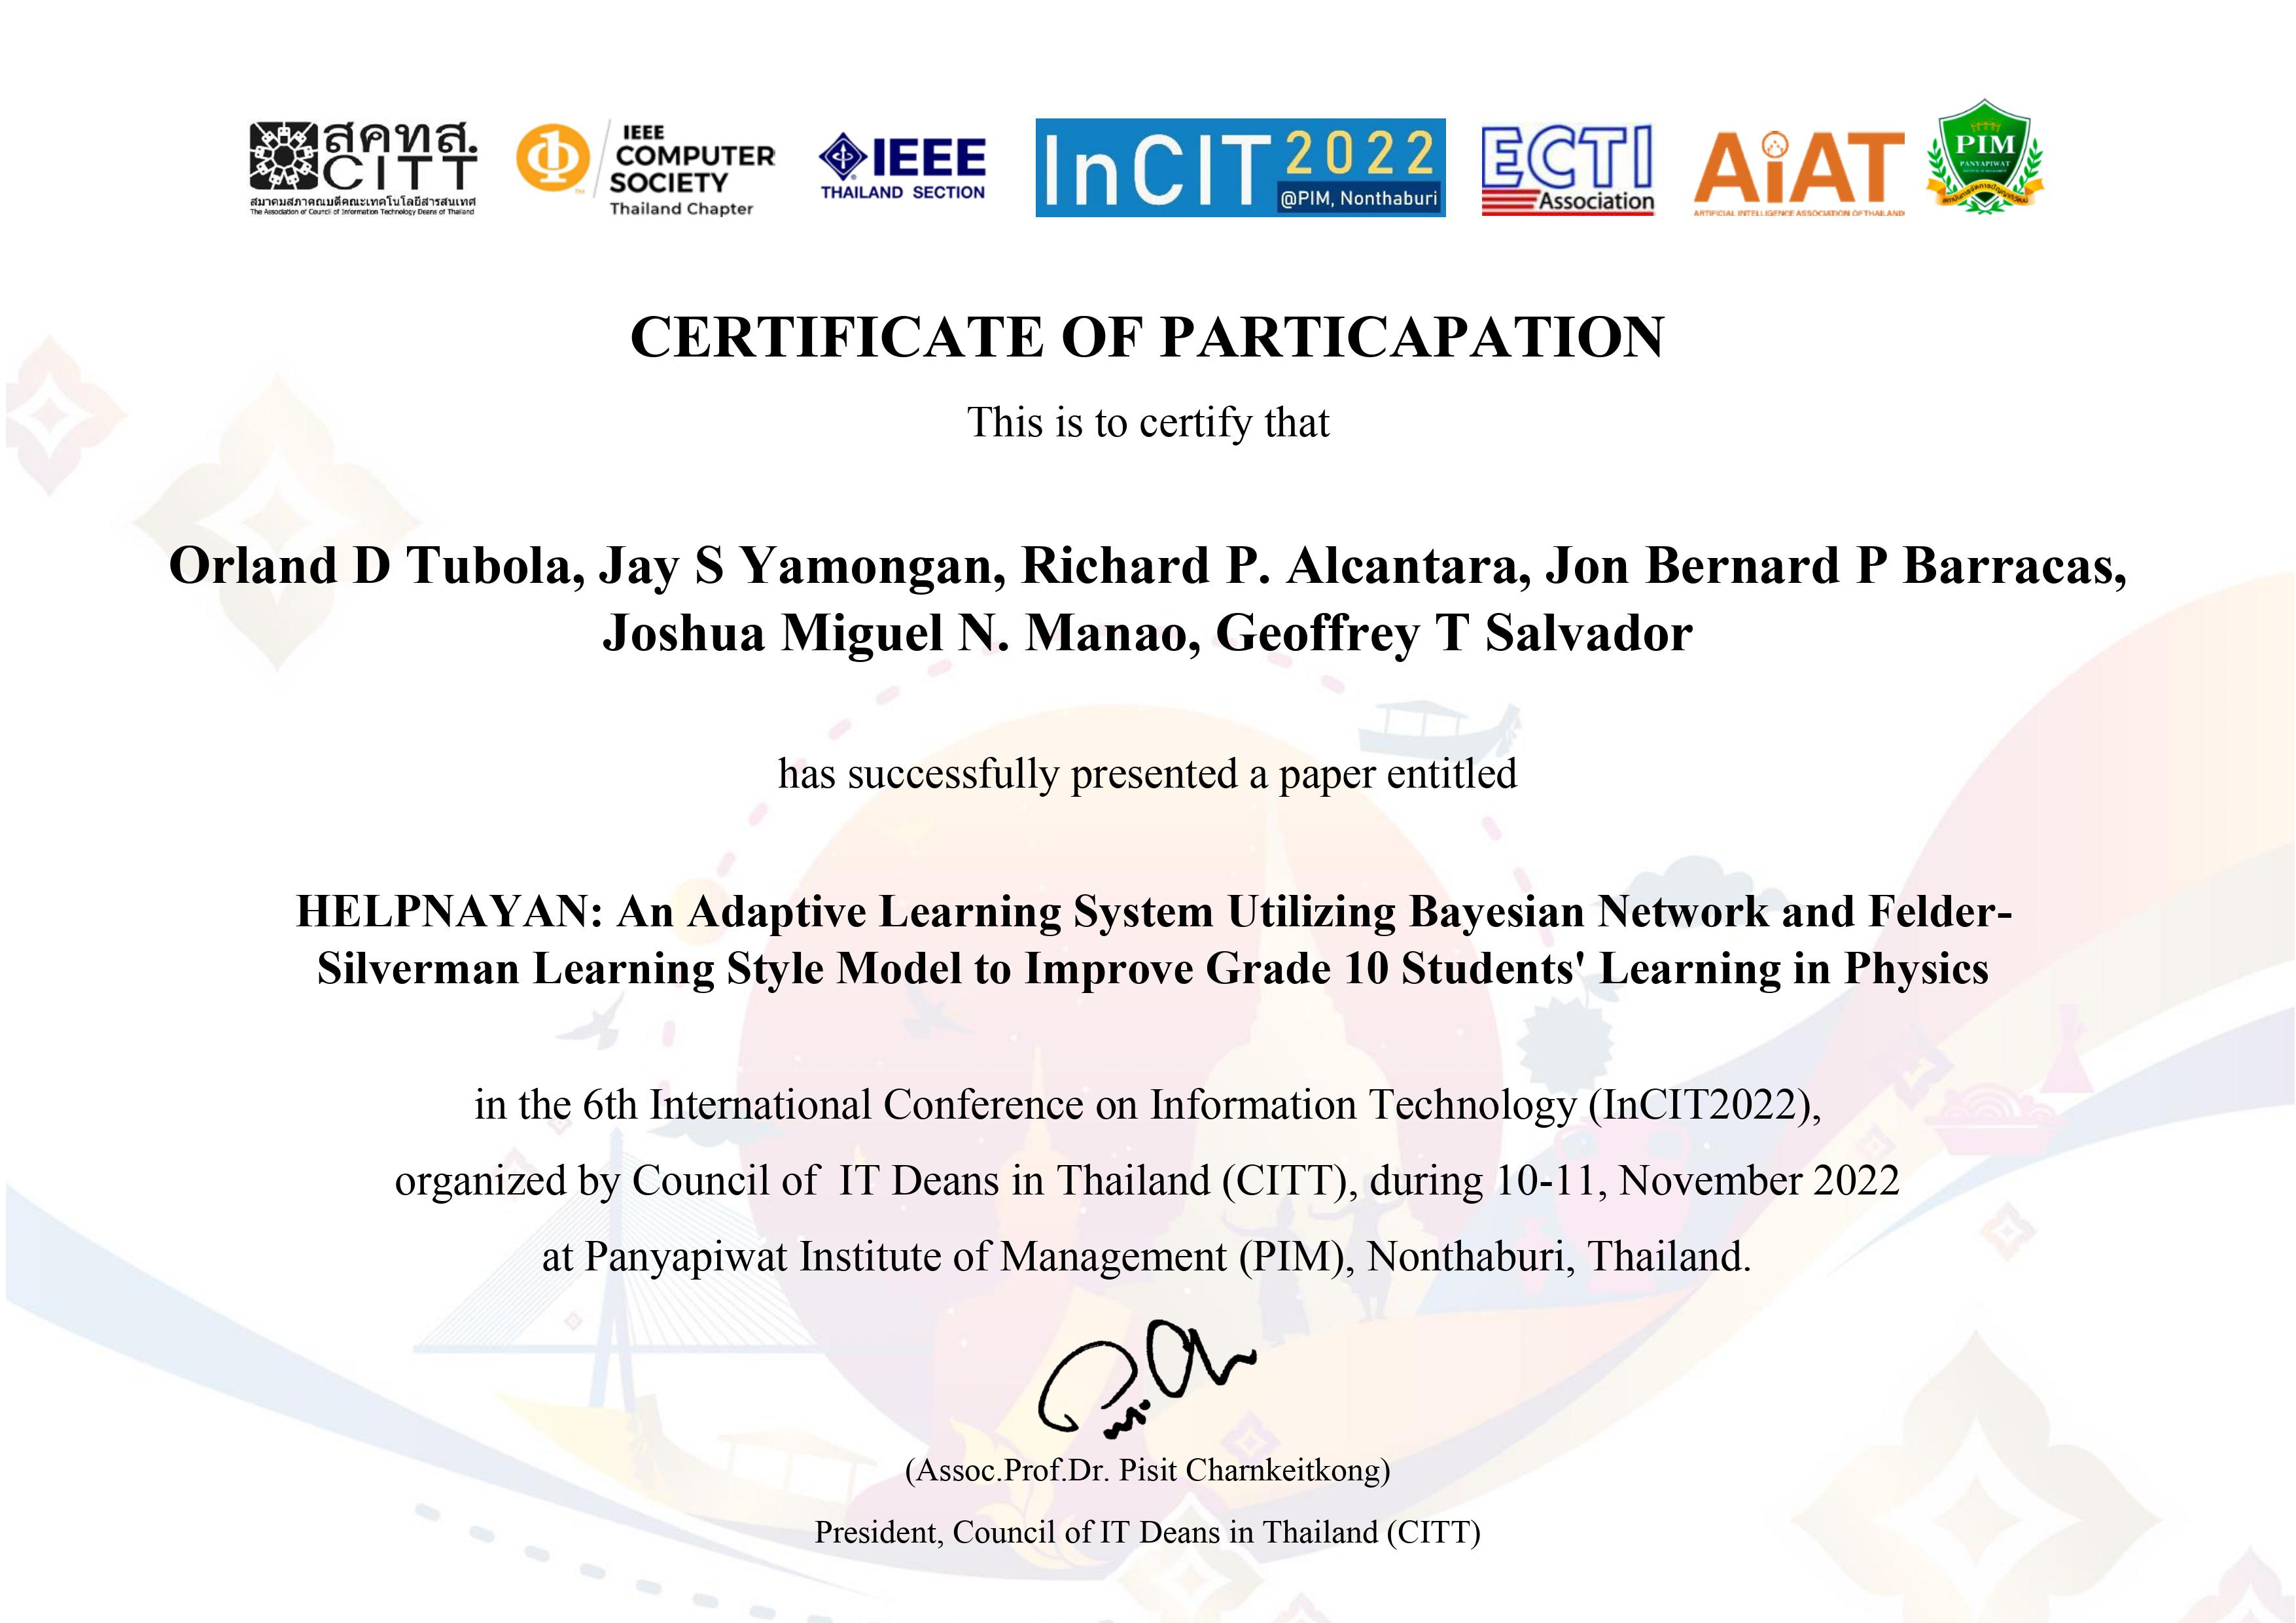 สคทส.
CITT
สมาคมสภาคณบดีคณะเทคโนโลยีสารสนเทศ
The Association of Council of Information Technology Deans of Thailand
IEEE
COMPUTER
SOCIETY
Thailand Chapter
TM
IEEE
THAILAND SECTION
InCIT 2022
@PIM, Nonthaburi
ECTI
Association
AiAT
ARTIFICIAL INTELLIGENCE ASSOCIATION OF THAILAND
PIM
PANYAPIWAT
CERTIFICATE OF PARTICAPATION
This is to certify that
Orland D Tubola, Jay S Yamongan, Richard P. Alcantara, Jon Bernard P Barracas,
Joshua Miguel N. Manao, Geoffrey T Salvador
has successfully presented a paper entitled
HELPNAYAN: An Adaptive Learning System Utilizing Bayesian Network and Felder-
Silverman Learning Style Model to Improve Grade 10 Students' Learning in Physics
in the 6th International Conference on Information Technology (InCIT2022),
organized by Council of IT Deans in Thailand (CITT), during 10-11, November 2022
at Panyapiwat Institute of Management (PIM), Nonthaburi, Thailand.
(Assoc.Prof.Dr. Pisit Charnkeitkong)
President, Council of IT Deans in Thailand (CITT)